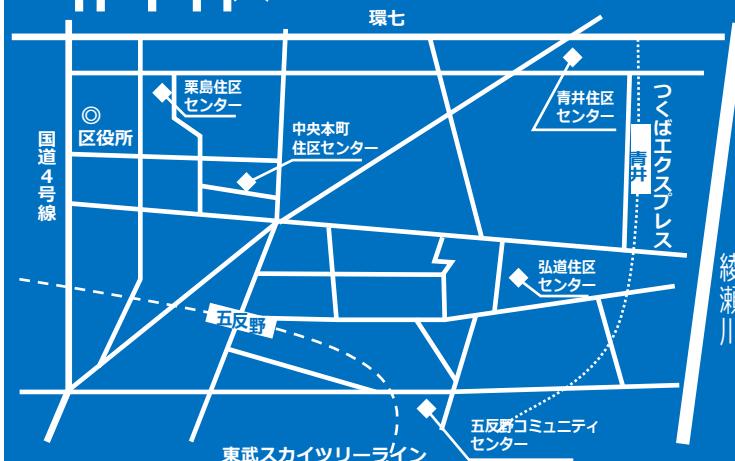 環七
栗島住区
センター
◎
区役所
中央本町
住区センター
青井住区
センター
国道4号線
つくばエクスプレス
青井
弘道住区
センター
綾瀬川
五反野
五反野コミュニティ
センター
東武スカイツリーライン